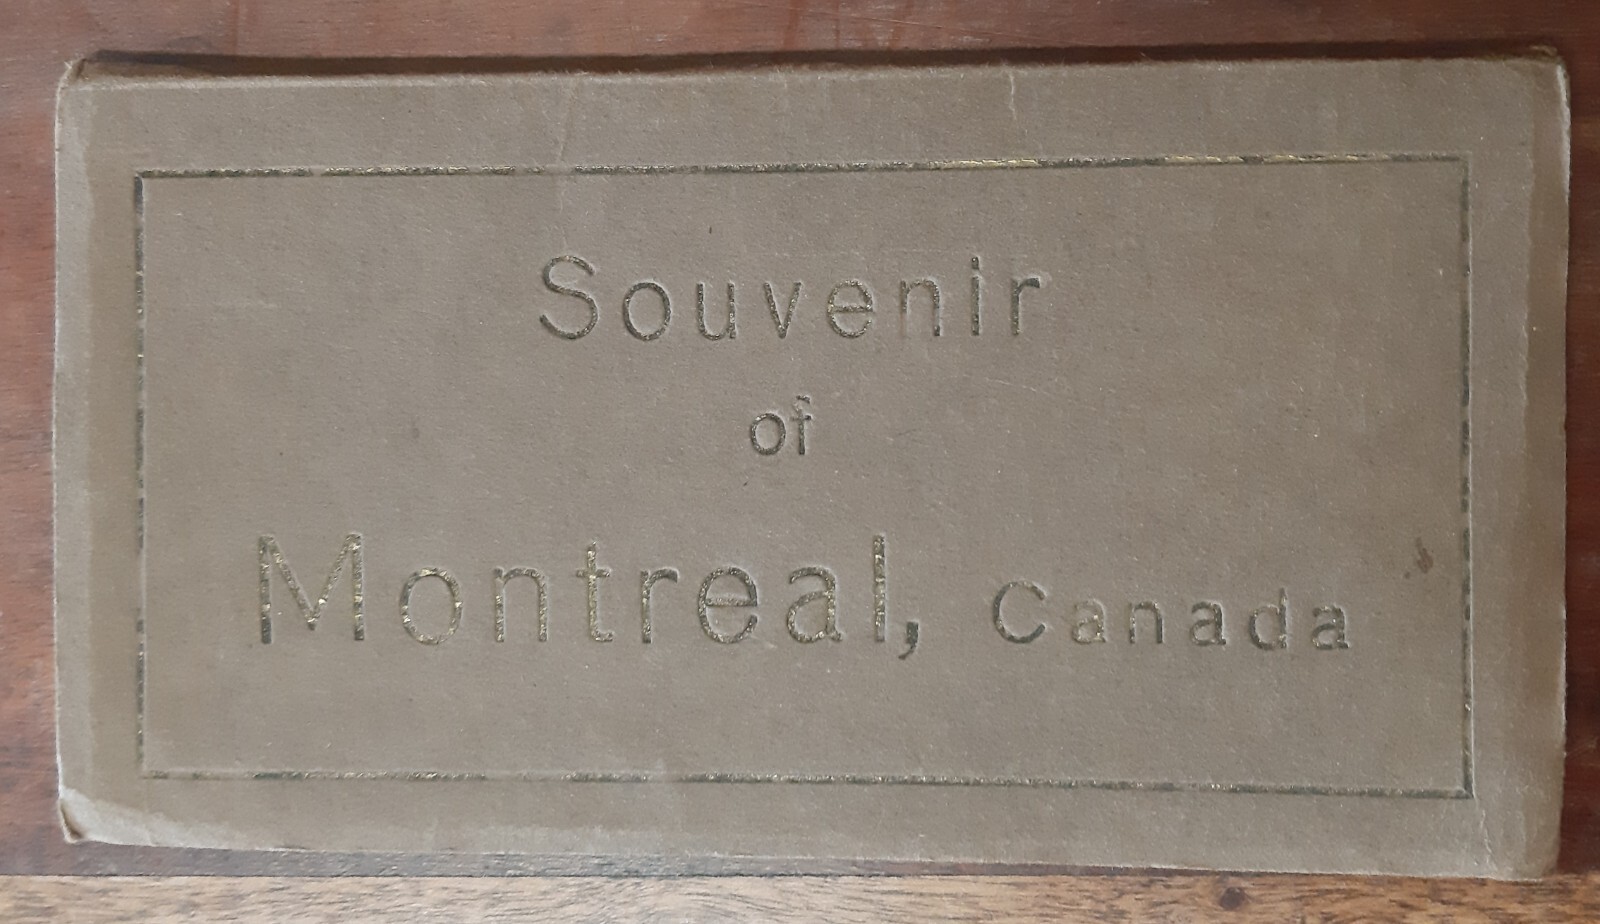 Souvenir
of
Montreal, Canada